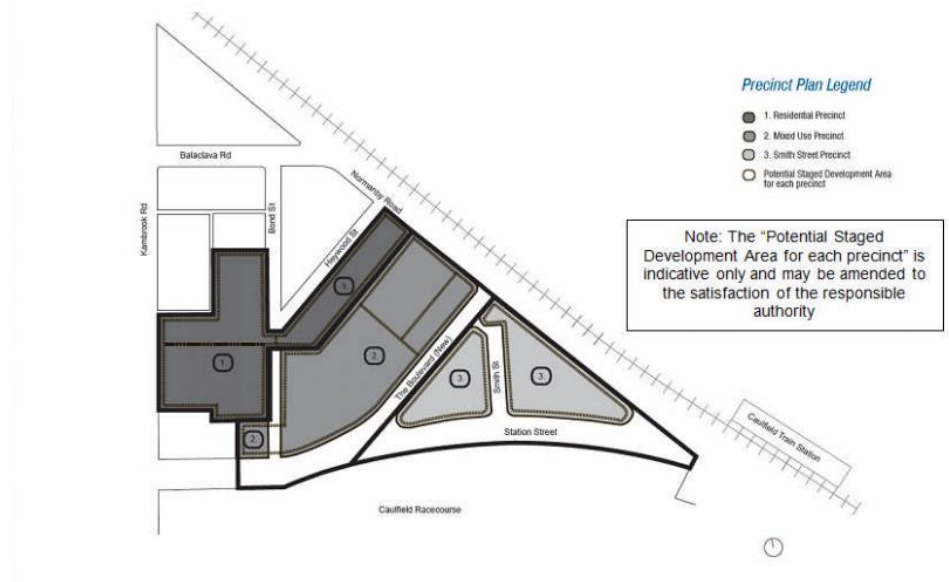 Precinct Plan Legend
1. Residential Precinct
2. Mixed Use Precinct
3. Smith Street Precinct
Potential Staged Development Area
for each precinct
Note: The “Potential Staged
Development Area for each precinct” is
indicative only and may be amended to
the satisfaction of the responsible
authority
Balaclava Rd
Normanby Road
Kambrook Rd
Bond St
Heywood St
1.
1.
2.
The Boulevard (New)
3.
3.
Smith St
2.
Station Street
Caulfield Train Station
Caulfield Racecourse